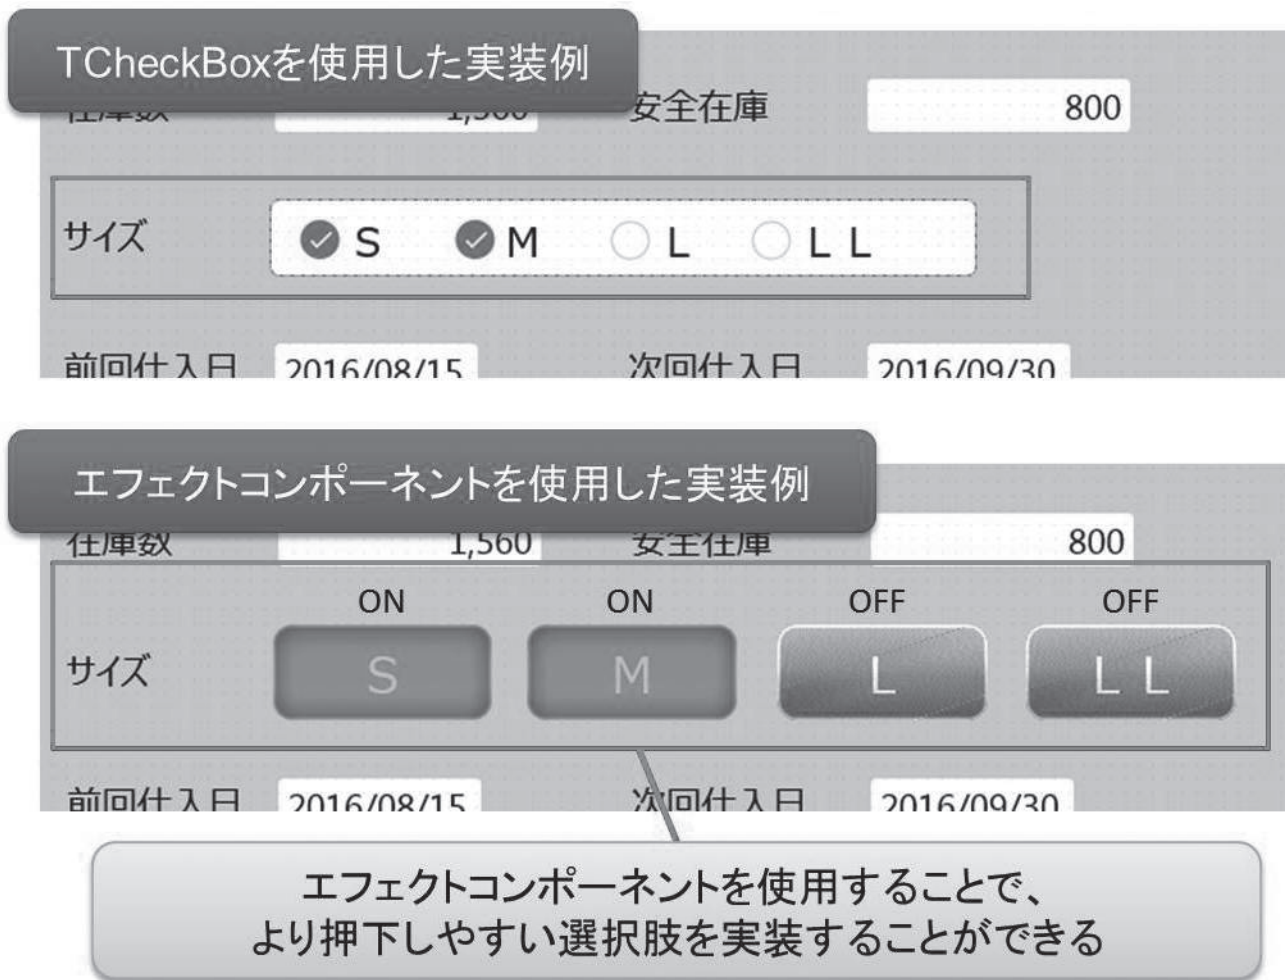 TCheckBoxを使用した実装例
在庫数 1,560 安全在庫 800
サイズ S M L LL
前回仕入日 2016/08/15 次回仕入日 2016/09/30
エフェクトコンポーネントを使用した実装例
在庫数 1,560 安全在庫 800
ON ON OFF OFF
サイズ S M L LL
前回仕入日 2016/08/15 次回仕入日 2016/09/30
エフェクトコンポーネントを使用することで、
より押下しやすい選択肢を実装することができる